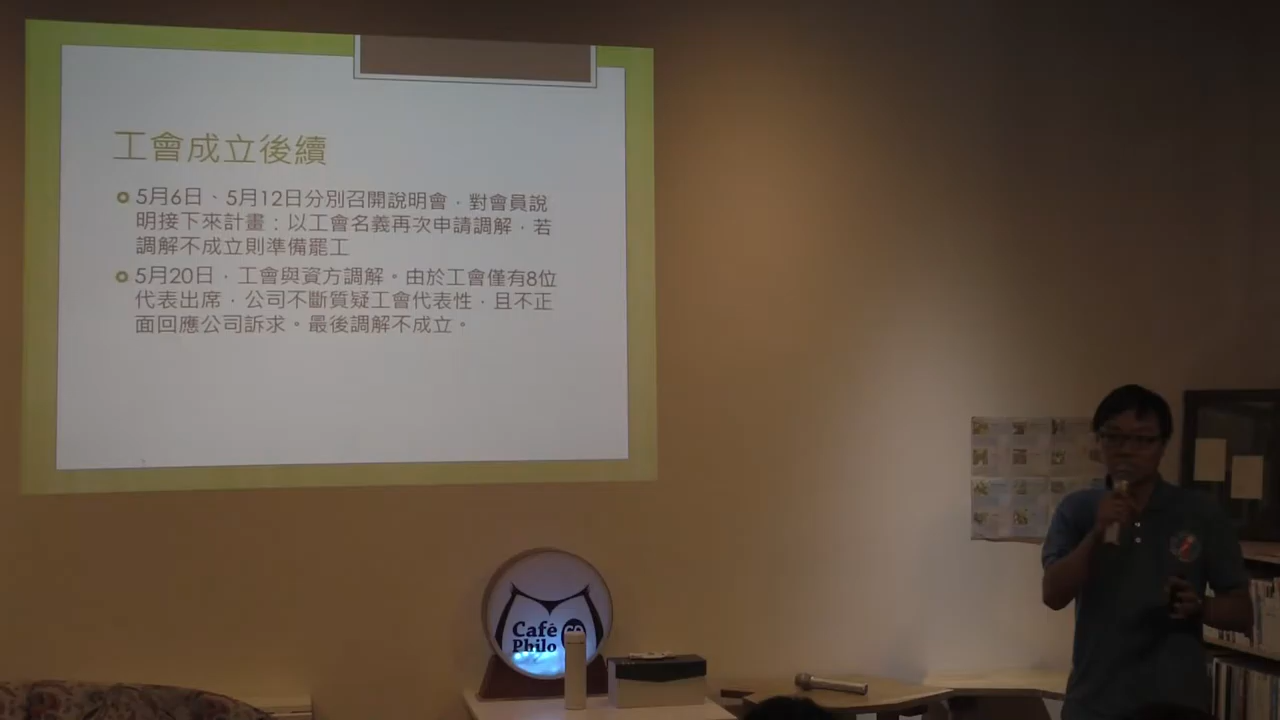 工會成立後續
5月6日、5月12日分別召開說明會，對會員說
明接下來計畫：以工會名義再次申請調解，若
調解不成立則準備罷工
5月20日，工會與資方調解。由於工會僅有8位
代表出席，公司不斷質疑工會代表性，且不正
面回應公司訴求。最後調解不成立。
Café
Philo